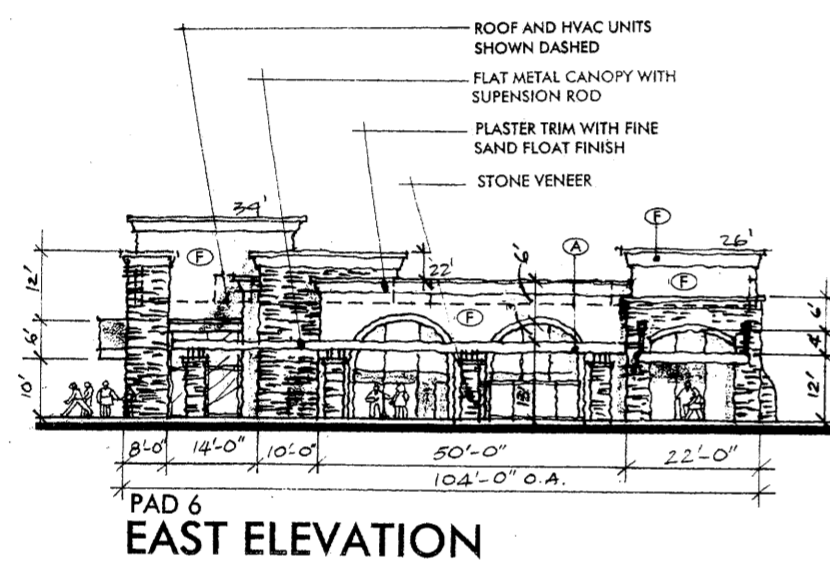 ROOF AND HVAC UNITS
SHOWN DASHED
FLAT METAL CANOPY WITH
SUPENSION ROD
PLASTER TRIM WITH FINE
SAND FLOAT FINISH
STONE VENEER
34'
F
26'
F
A
22'
6'
F
F
12'
6'
10'
3'
6'
4'
12'
8'-0"
14'-0"
10'-0"
50'-0"
22'-0"
104'-0" O.A.
PAD 6
EAST ELEVATION